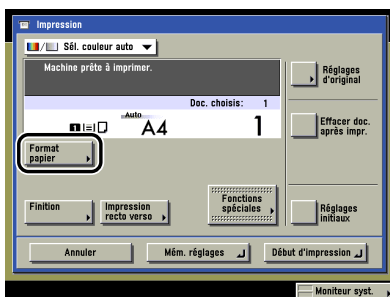 Impression
/ Sél. couleur auto
Machine prête à imprimer.
Doc. choisis: 1
1
Auto
A4
1
Format
papier
Réglages
d'original
Effacer doc.
après impr.
Finition
Impression
recto verso
Fonctions
spéciales
Réglages
initiaux
Annuler
Mém. réglages
Début d'impression
Moniteur syst.